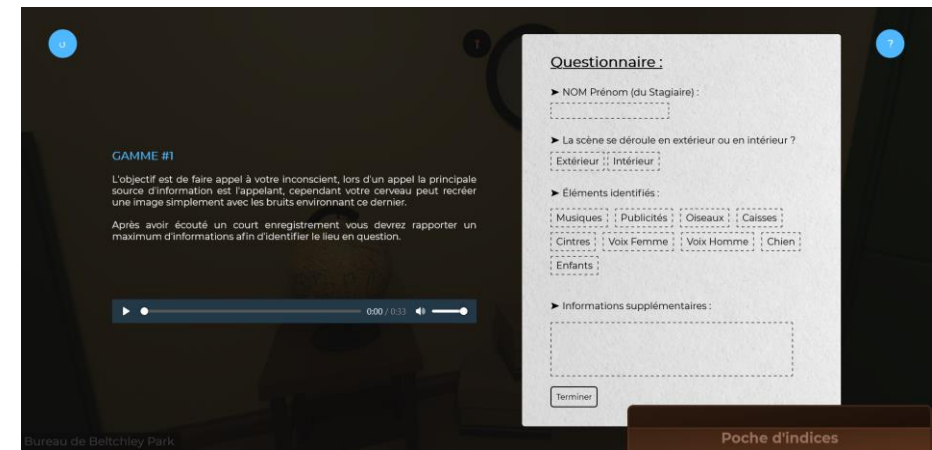 GAMME #1
L'objectif est de faire appel à votre inconscient, lors d'un appel la principale
source d'information est l'appelant, cependant votre cerveau peut recréer
une image simplement avec les bruits environnant ce dernier.
Après avoir écouté un court enregistrement vous devrez rapporter un
maximum d'informations afin d'identifier le lieu en question.
0:00 / 0:33
Bureau de Beltchley Park
Questionnaire :
➤ NOM Prénom (du Stagiaire) :
➤ La scène se déroule en extérieur ou en intérieur ?
Extérieur Intérieur
➤ Éléments identifiés :
Musiques Publicités Oiseaux Caisses
Cintres Voix Femme Voix Homme Chien
Enfants
➤ Informations supplémentaires :
Terminer
?
Poche d'indices